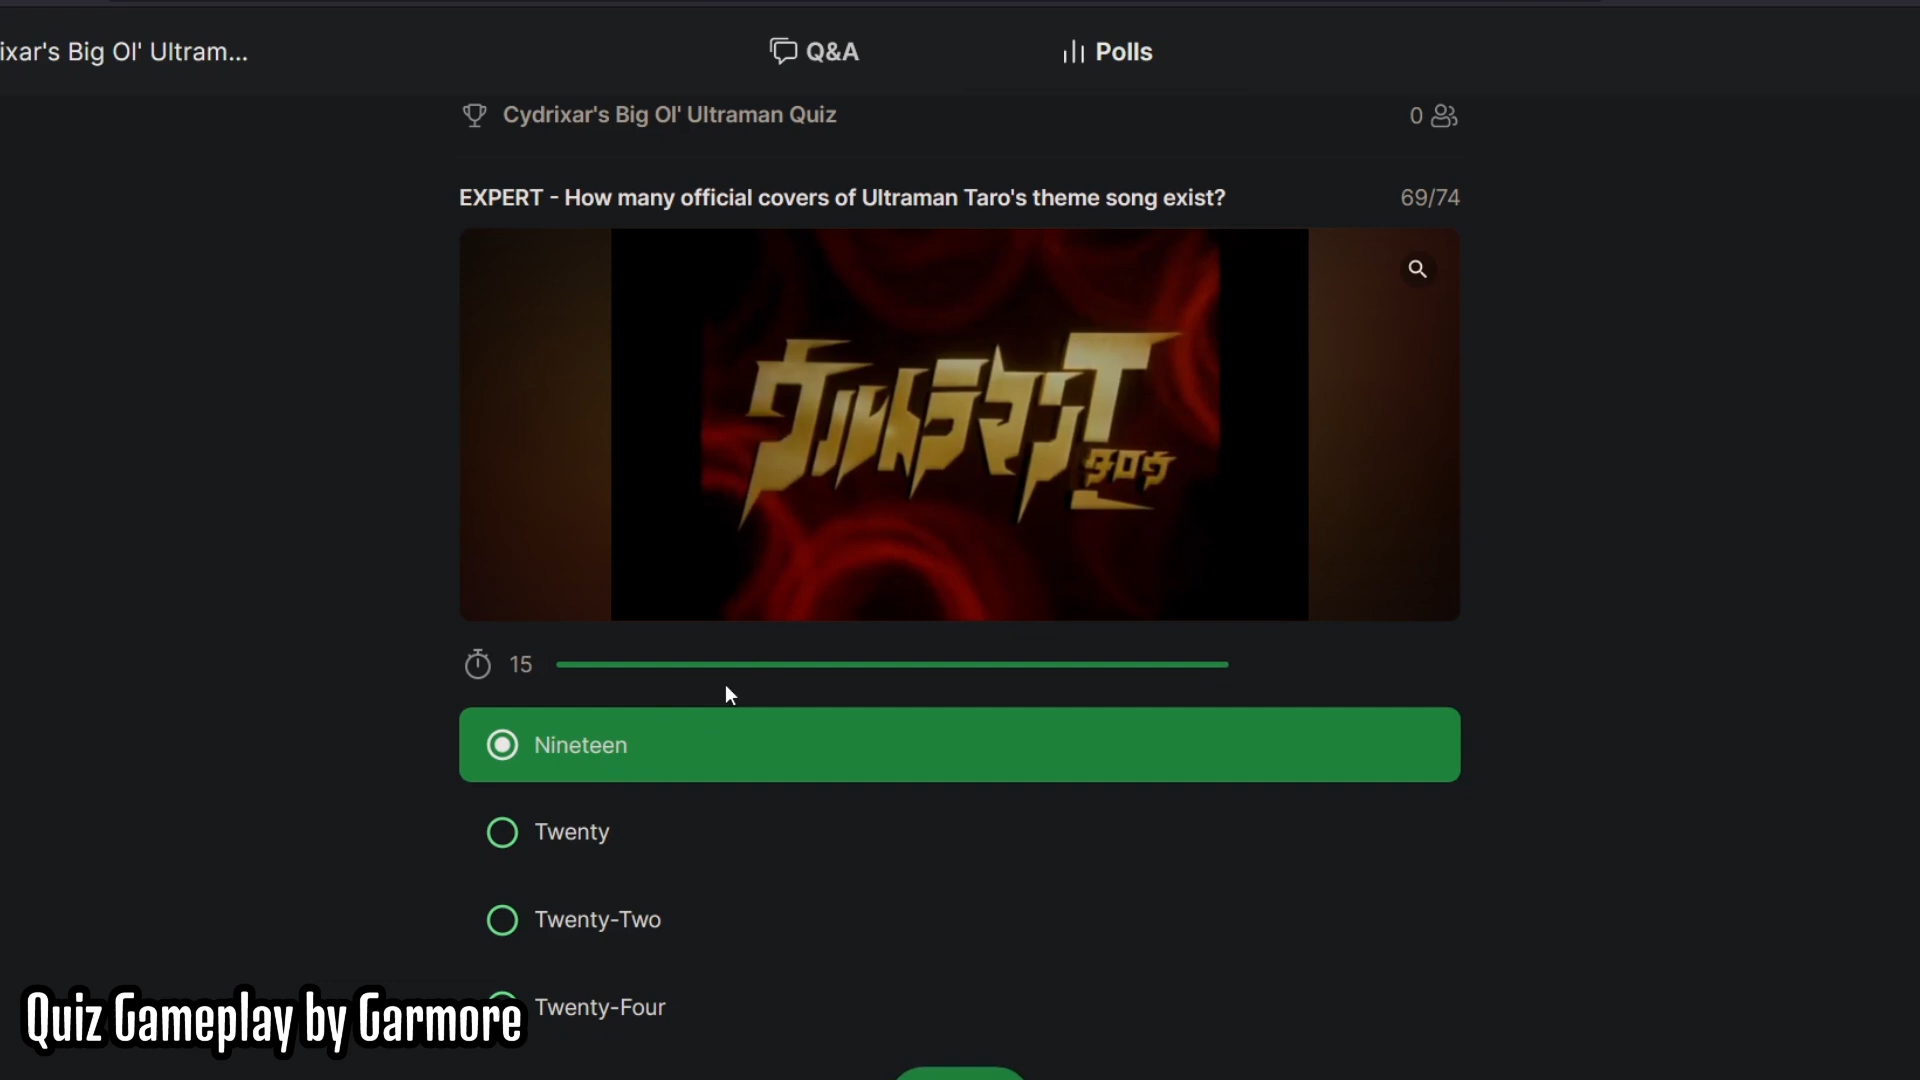 ixar's Big Ol' Ultram...
Q&A
Polls
Cydrixar's Big Ol' Ultraman Quiz
0
EXPERT - How many official covers of Ultraman Taro's theme song exist?
69/74
ウルトラマンT
タロウ
15
Nineteen
Twenty
Twenty-Two
Twenty-Four
Quiz Gameplay by Garmore